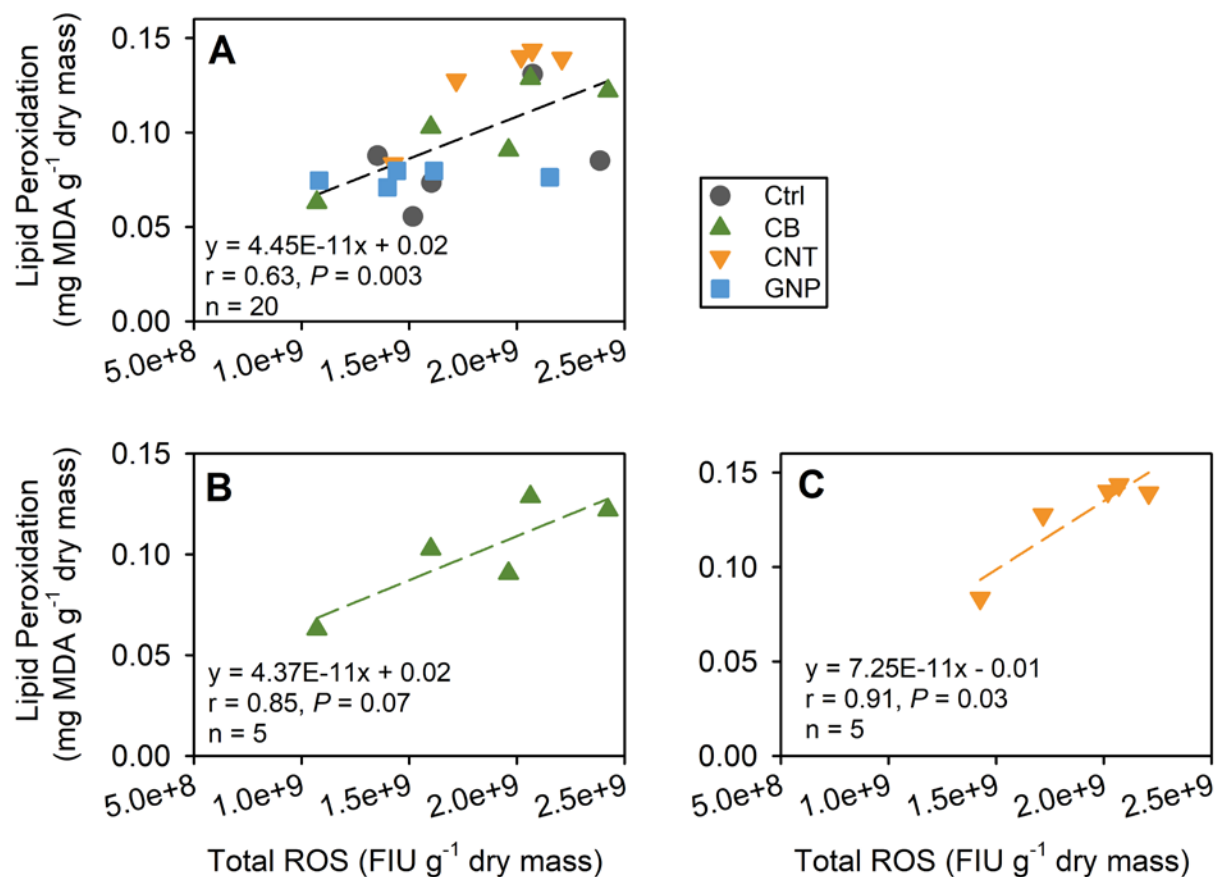 A
Lipid Peroxidation
(mg MDA g⁻¹ dry mass)
0.15
0.10
0.05
0.00
y = 4.45E-11x + 0.02
r = 0.63, P = 0.003
n = 20
5.0e+8
1.0e+9
1.5e+9
2.0e+9
2.5e+9
Ctrl
CB
CNT
GNP
B
Lipid Peroxidation
(mg MDA g⁻¹ dry mass)
0.15
0.10
0.05
0.00
y = 4.37E-11x + 0.02
r = 0.85, P = 0.07
n = 5
5.0e+8
1.0e+9
1.5e+9
2.0e+9
2.5e+9
Total ROS (FIU g⁻¹ dry mass)
C
0.15
0.10
0.05
0.00
y = 7.25E-11x - 0.01
r = 0.91, P = 0.03
n = 5
5.0e+8
1.0e+9
1.5e+9
2.0e+9
2.5e+9
Total ROS (FIU g⁻¹ dry mass)